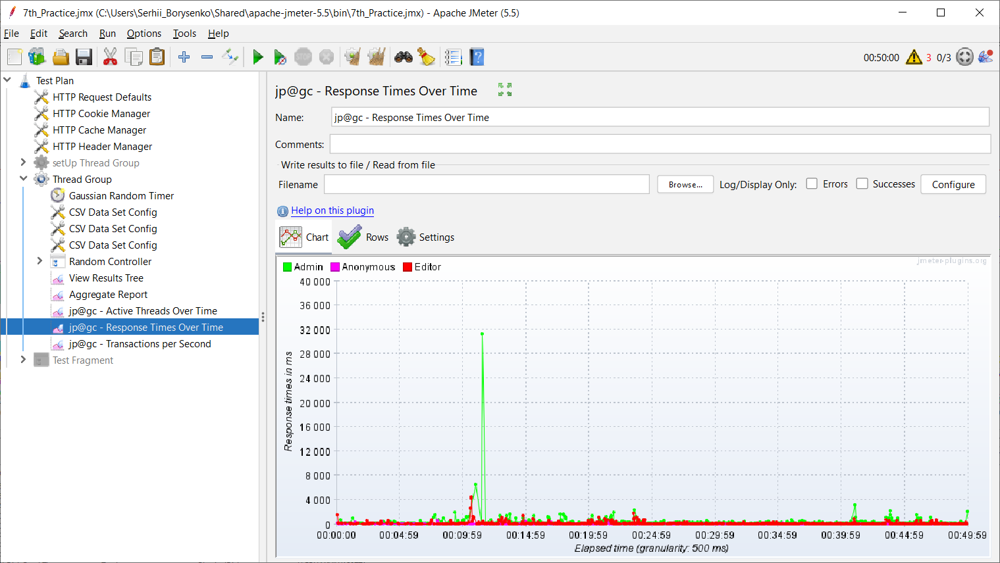 7th_Practice.jmx (C:\Users\Serhii_Borysenko\Shared\apache-jmeter-5.5\bin\7th_Practice.jmx) - Apache JMeter (5.5)
File Edit Search Run Options Tools Help
STOP
?
00:50:00 3 0/3
Test Plan
HTTP Request Defaults
HTTP Cookie Manager
HTTP Cache Manager
HTTP Header Manager
setUp Thread Group
Thread Group
Gaussian Random Timer
CSV Data Set Config
CSV Data Set Config
CSV Data Set Config
Random Controller
View Results Tree
Aggregate Report
jp@gc - Active Threads Over Time
jp@gc - Response Times Over Time
jp@gc - Transactions per Second
Test Fragment
jp@gc - Response Times Over Time
Name: jp@gc - Response Times Over Time
Comments:
Write results to file / Read from file
Filename Browse... Log/Display Only: Errors Successes Configure
Help on this plugin
Chart Rows Settings
jmeter-plugins.org
Admin Anonymous Editor
40 000
36 000
32 000
28 000
24 000
20 000
16 000
12 000
8 000
4 000
0
Response times in ms
00:00:00 00:04:59 00:09:59 00:14:59 00:19:59 00:24:59 00:29:59 00:34:59 00:39:59 00:44:59 00:49:59
Elapsed time (granularity: 500 ms)